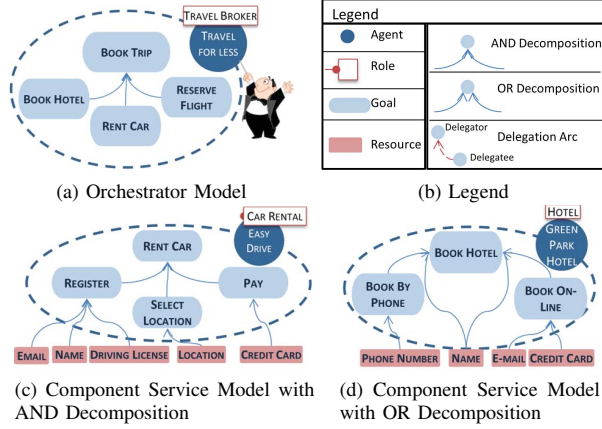 TRAVEL BROKER
TRAVEL
FOR LESS
BOOK TRIP
BOOK HOTEL
RESERVE
FLIGHT
RENT CAR
(a) Orchestrator Model
Legend
Agent
Role
Goal
Resource
AND Decomposition
OR Decomposition
Delegator
Delegation Arc
Delegatee
(b) Legend
CAR RENTAL
EASY
DRIVE
RENT CAR
REGISTER
PAY
SELECT
LOCATION
EMAIL NAME DRIVING LICENSE LOCATION CREDIT CARD
(c) Component Service Model with
AND Decomposition
HOTEL
GREEN
PARK
HOTEL
BOOK HOTEL
BOOK BY
PHONE
BOOK ON-
LINE
PHONE NUMBER NAME E-MAIL CREDIT CARD
(d) Component Service Model
with OR Decomposition